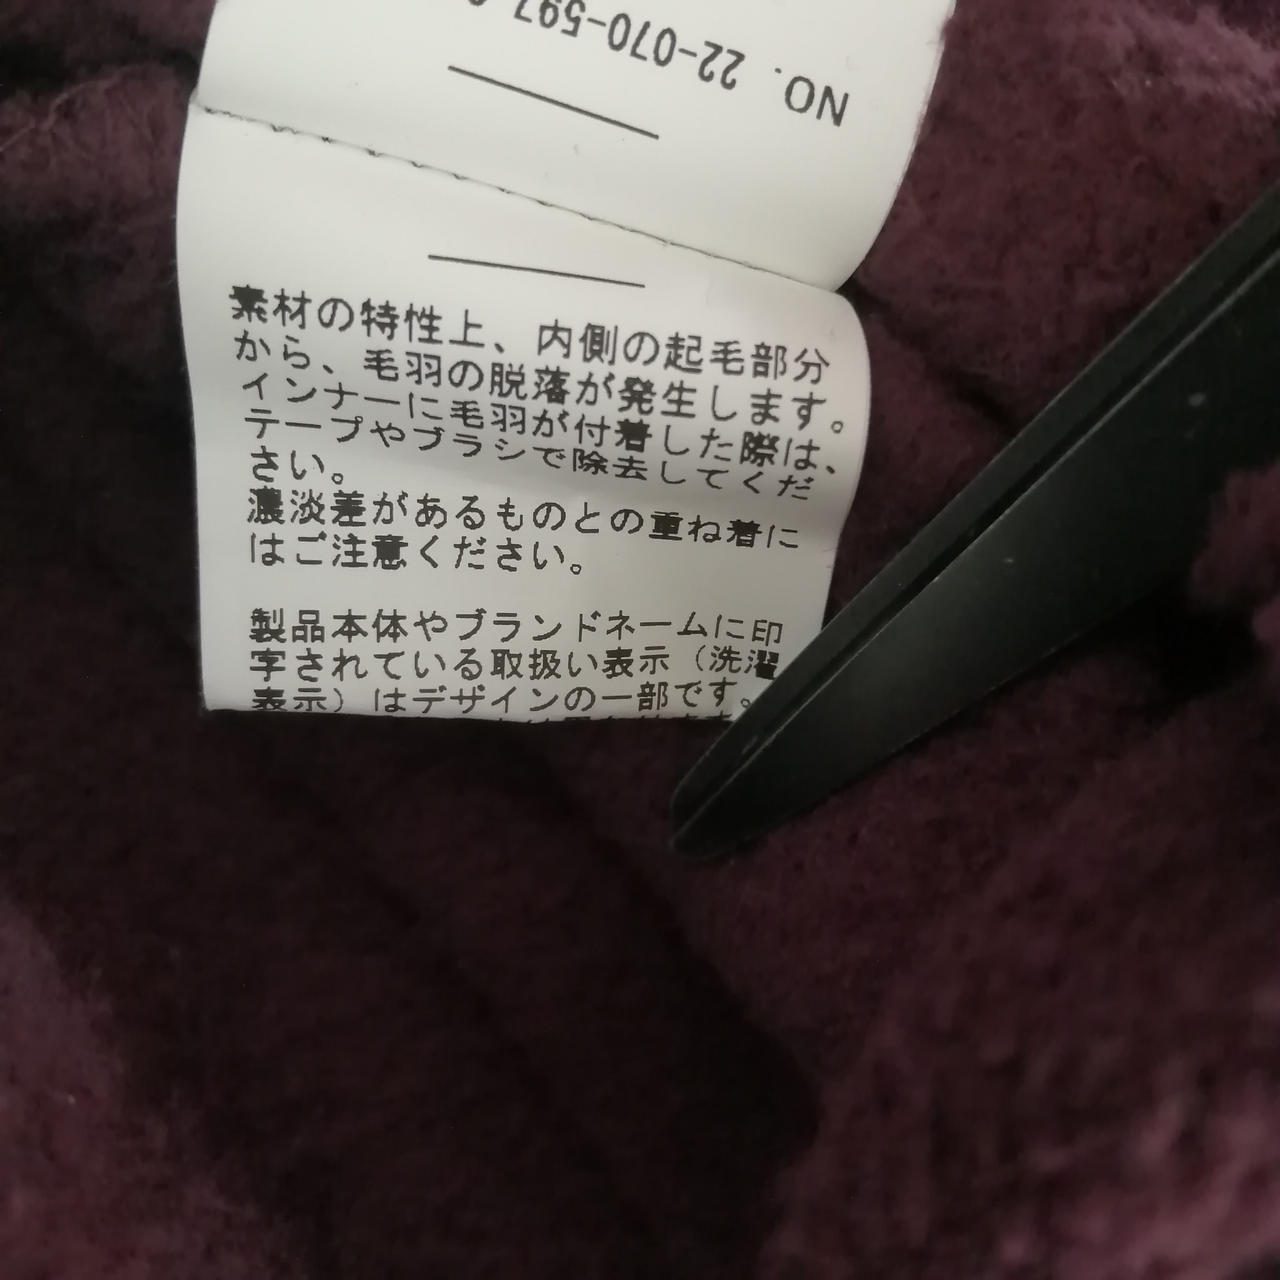 NO. 22-070-597
素材の特性上、内側の起毛部分
から、毛羽の脱落が発生します。
インナーに毛羽が付着した際は、
テープやブラシで除去してくだ
さい。
濃淡差があるものとの重ね着に
はご注意ください。
製品本体やブランドネームに印
字されている取扱い表示（洗濯
表示）はデザインの一部です。